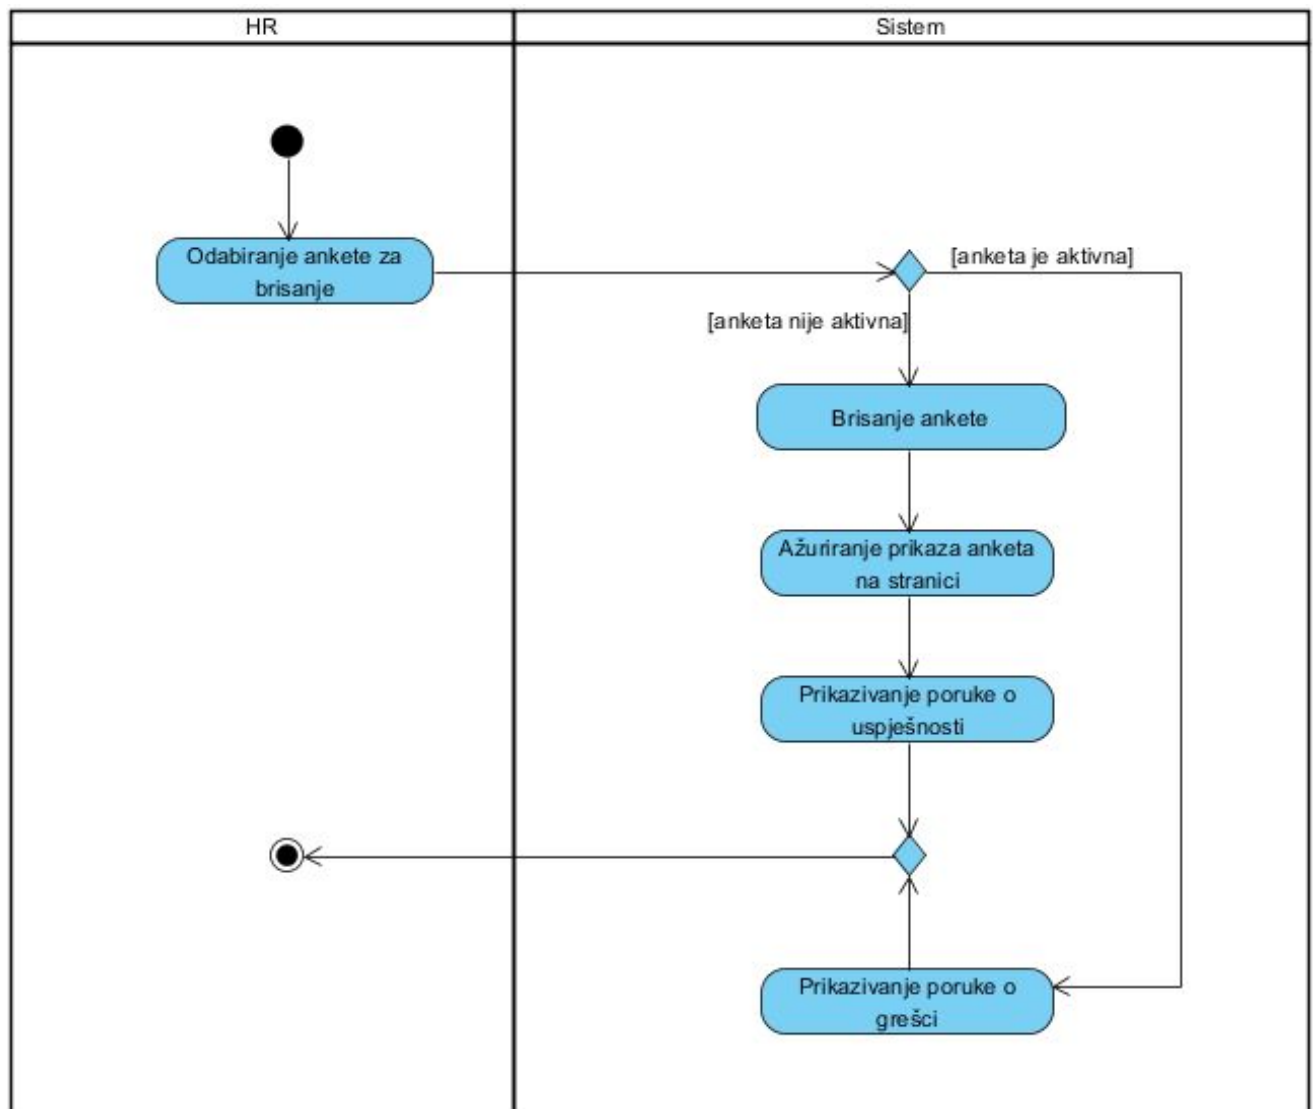 HR
Sistem
Odabiranje ankete za
brisanje
[anketa je aktivna]
[anketa nije aktivna]
Brisanje ankete
Ažuriranje prikaza anketa
na stranici
Prikazivanje poruke o
uspješnosti
Prikazivanje poruke o
grešci